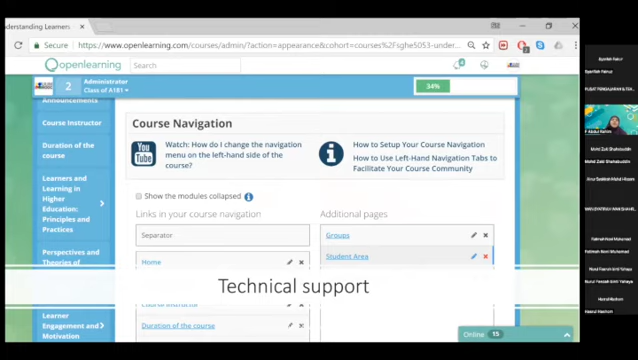 Understanding Learners
Secure
https://www.openlearning.com/courses/admin/?action=appearance&cohort=courses%2Fsghe5053-under...
openlearning
Search
2
Administrator
Class of A181
34%
Announcements
Course Instructor
Duration of the
course
Learners and
Learning in
Higher
Education:
Principles and
Practices
Perspectives and
Theories of
Learner
Engagement and
Motivation
Course Navigation
You
Tube
Watch: How do I change the navigation
menu on the left-hand side of the
course?
How to Setup Your Course Navigation
How to Use Left-Hand Navigation Tabs to
Facilitate Your Course Community
Show the modules collapsed
Links in your course navigation
Separator
Home
Course Instructor
Duration of the course
Additional pages
Groups
Student Area
Technical support
Online 15